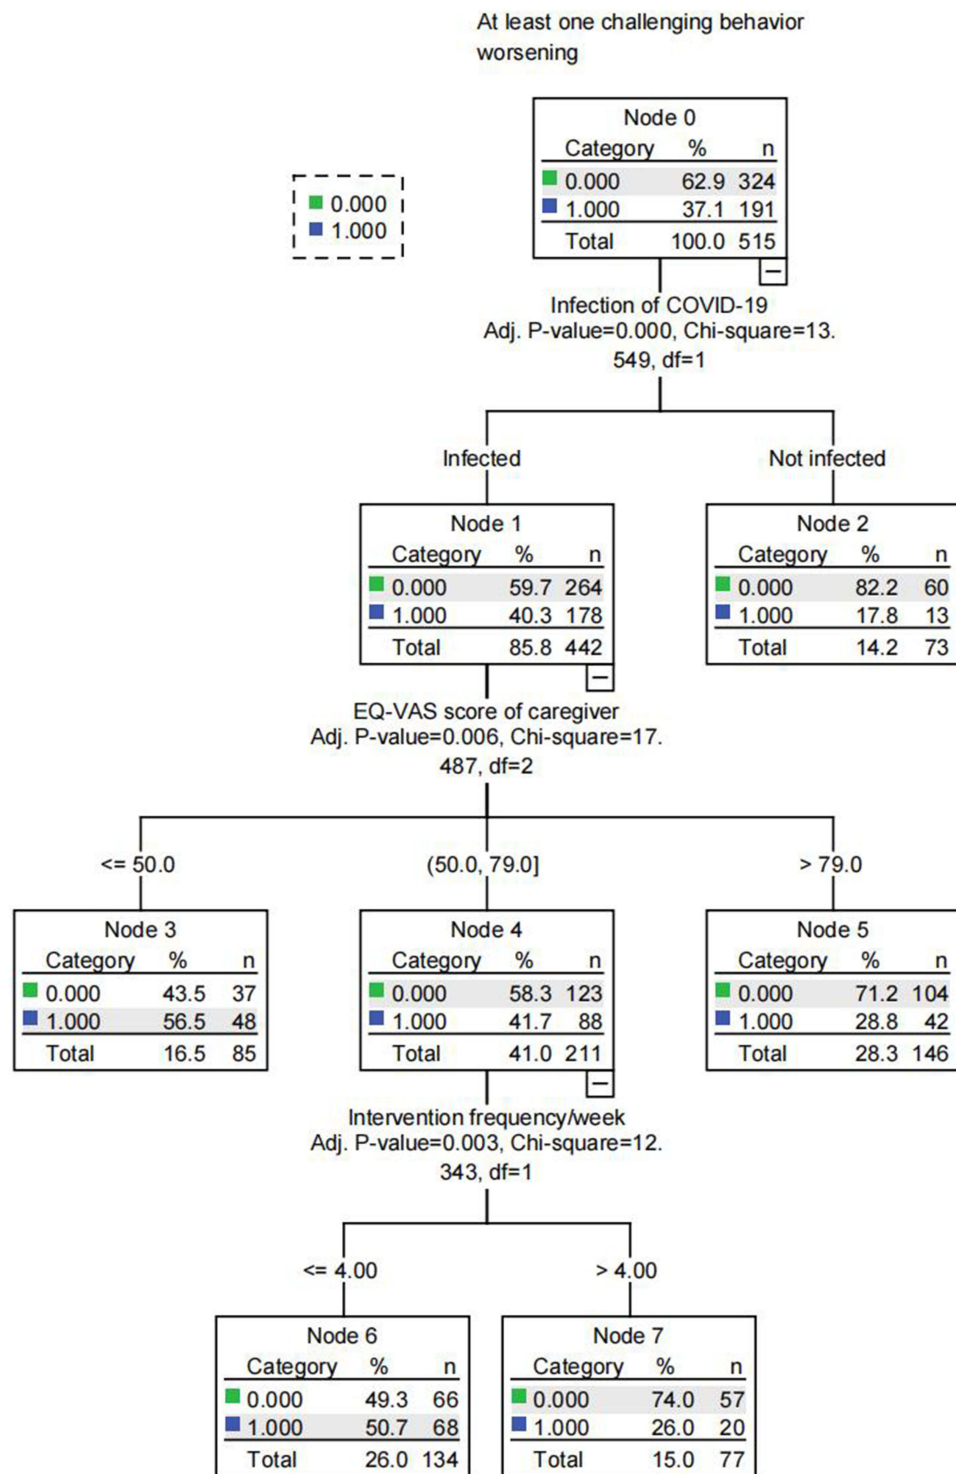 At least one challenging behavior
worsening
Node 0
Category % n
0.000 62.9 324
1.000 37.1 191
Total 100.0 515
0.000
1.000
Infection of COVID-19
Adj. P-value=0.000, Chi-square=13.
549, df=1
Infected Not infected
Node 1
Category % n
0.000 59.7 264
1.000 40.3 178
Total 85.8 442
Node 2
Category % n
0.000 82.2 60
1.000 17.8 13
Total 14.2 73
EQ-VAS score of caregiver
Adj. P-value=0.006, Chi-square=17.
487, df=2
<= 50.0 (50.0, 79.0] > 79.0
Node 3
Category % n
0.000 43.5 37
1.000 56.5 48
Total 16.5 85
Node 4
Category % n
0.000 58.3 123
1.000 41.7 88
Total 41.0 211
Node 5
Category % n
0.000 71.2 104
1.000 28.8 42
Total 28.3 146
Intervention frequency/week
Adj. P-value=0.003, Chi-square=12.
343, df=1
<= 4.00 > 4.00
Node 6
Category % n
0.000 49.3 66
1.000 50.7 68
Total 26.0 134
Node 7
Category % n
0.000 74.0 57
1.000 26.0 20
Total 15.0 77